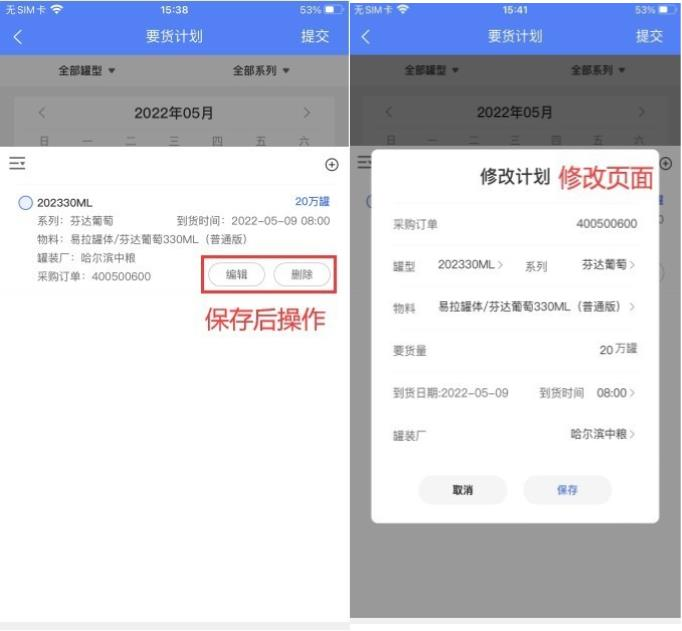 无SIM卡 15:38 53%
要货计划 提交
全部罐型 全部系列
2022年05月
日 一 二 三 四 五 六
202330ML 20万罐
系列：芬达葡萄 到货时间：2022-05-09 08:00
物料：易拉罐体/芬达葡萄330ML（普通版）
罐装厂：哈尔滨中粮
采购订单：400500600
编辑 删除
保存后操作
无SIM卡 15:41 53%
要货计划 提交
全部罐型 全部系列
2022年05月
日 一 二 三 四 五 六
修改计划 修改页面
采购订单 400500600
罐型 202330ML 系列 芬达葡萄
物料 易拉罐体/芬达葡萄330ML（普通版）
要货量 20万罐
到货日期:2022-05-09 到货时间 08:00
罐装厂 哈尔滨中粮
取消 保存